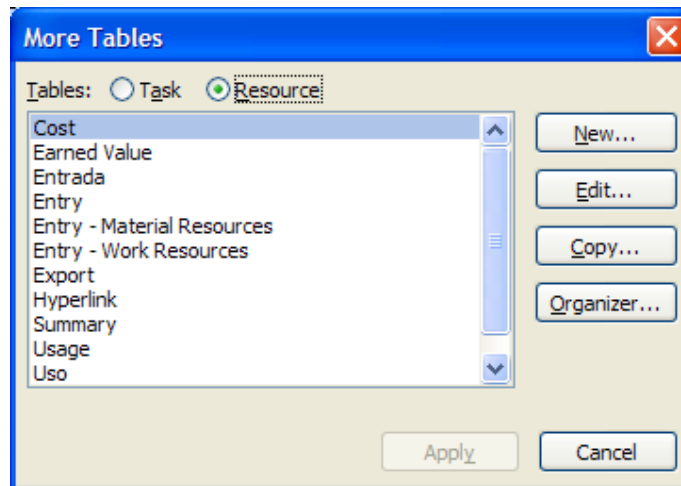 More Tables
Tables: Task Resource
Cost
Earned Value
Entrada
Entry
Entry - Material Resources
Entry - Work Resources
Export
Hyperlink
Summary
Usage
Uso
New...
Edit...
Copy...
Organizer...
Apply Cancel